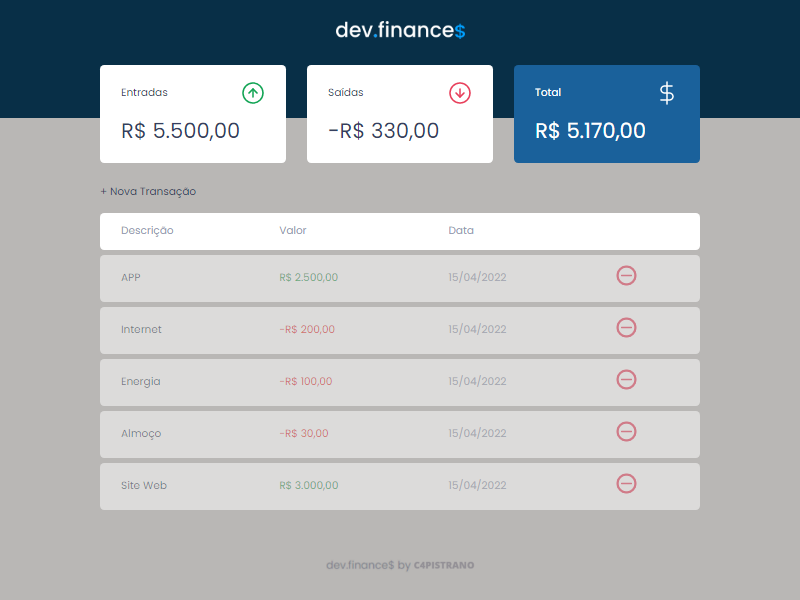 dev.finance$
Entradas
R$ 5.500,00
Saídas
-R$ 330,00
Total
R$ 5.170,00
+ Nova Transação
Descrição Valor Data
APP R$ 2.500,00 15/04/2022
Internet -R$ 200,00 15/04/2022
Energia -R$ 100,00 15/04/2022
Almoço -R$ 30,00 15/04/2022
Site Web R$ 3.000,00 15/04/2022
dev.finance$ by C4PISTRANO